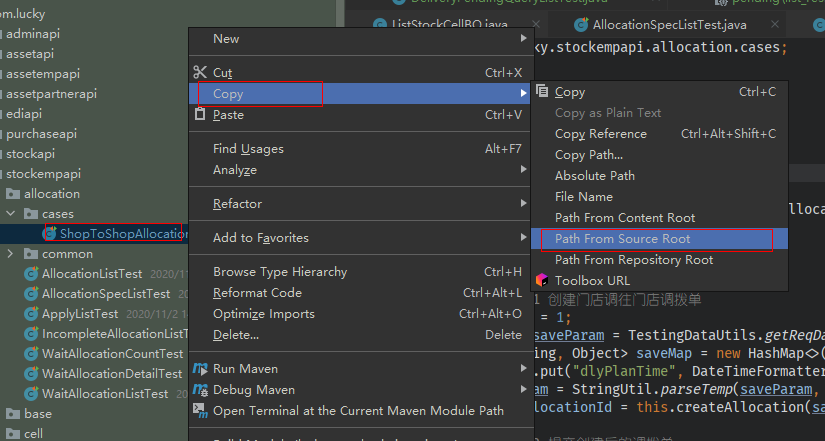 DeliveryPendingQueryListTest.java
pending(list_res
ListStockCellBO.java
AllocationSpecListTest.java
om.lucky
adminapi
assetapi
assetempapi
assetpartnerapi
ediapi
purchaseapi
stockapi
stockempapi
allocation
cases
ShopToShopAllocation
common
AllocationListTest 2020/11
AllocationSpecListTest 2020/
ApplyListTest 2020/11/2 1
IncompleteAllocationListT
WaitAllocationCountTest
WaitAllocationDetailTest
WaitAllocationListTest
base
cell
New
Cut Ctrl+X
Copy
Paste Ctrl+V
Find Usages Alt+F7
Analyze
Refactor
Add to Favorites
Browse Type Hierarchy Ctrl+H
Reformat Code Ctrl+Alt+L
Optimize Imports Ctrl+Alt+O
Delete... Delete
Run Maven
Debug Maven
Open Terminal at the Current Maven Module Path
Copy Ctrl+C
Copy as Plain Text
Copy Reference Ctrl+Alt+Shift+C
Copy Path...
Absolute Path
File Name
Path From Content Root
Path From Source Root
Path From Repository Root
Toolbox URL
ky.stockempapi.allocation.cases;
Alloca
1 创建门店调往门店调拨单
= 1;
saveParam = TestingDataUtils.getReqDa
ing, Object> saveMap = new HashMap<>(
.put("dlyPlanTime", DateTimeFormatter
am = StringUtil.parseTemp(saveParam,
locationId = this.createAllocation(sa